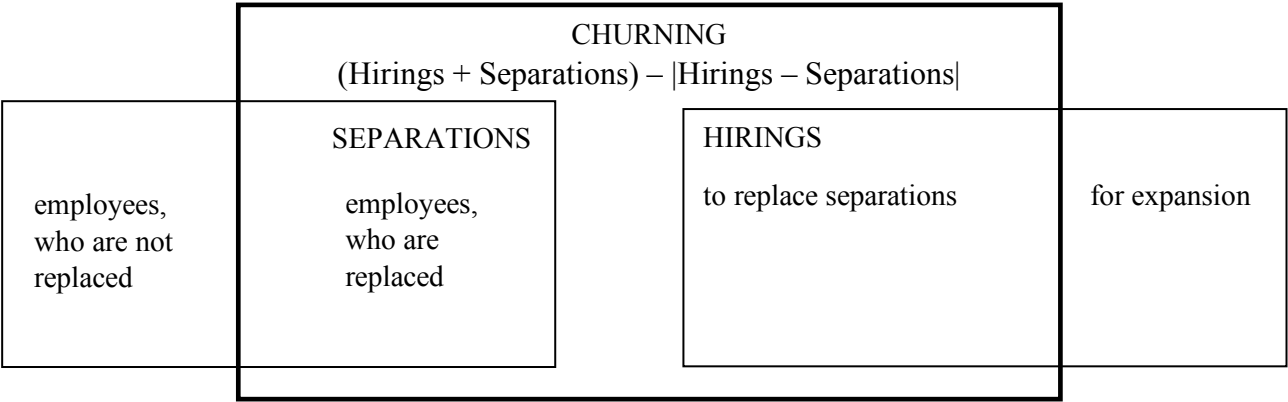 CHURNING
(Hirings + Separations) – |Hirings – Separations|
SEPARATIONS
employees,
who are not
replaced
employees,
who are
replaced
HIRINGS
to replace separations
for expansion